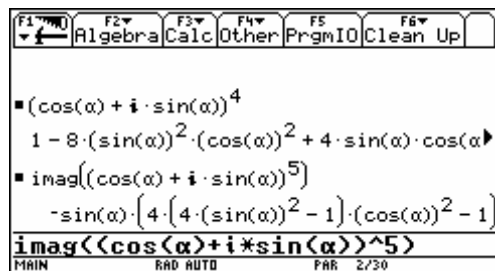 F1 F2 F3 F4 F5 F6
Algebra Calc Other PrgmIO Clean Up
▪(cos(α) + i·sin(α))^4
1 − 8·(sin(α))^2·(cos(α))^2 + 4·sin(α)·cos(α▶
▪ imag((cos(α) + i·sin(α))^5)
-sin(α)·(4·(4·(sin(α))^2 − 1)·(cos(α))^2 − 1)
imag((cos(α)+i*sin(α))^5)
MAIN RAD AUTO PAR 2/30